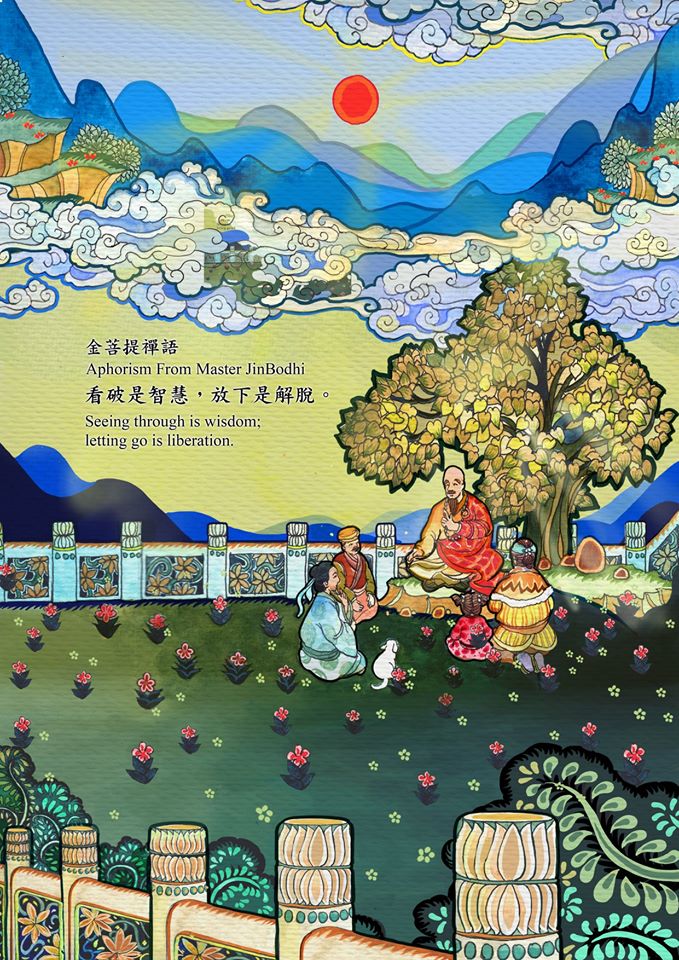 金菩提禪語
Aphorism From Master JinBodhi
看破是智慧，放下是解脫。
Seeing through is wisdom;
letting go is liberation.